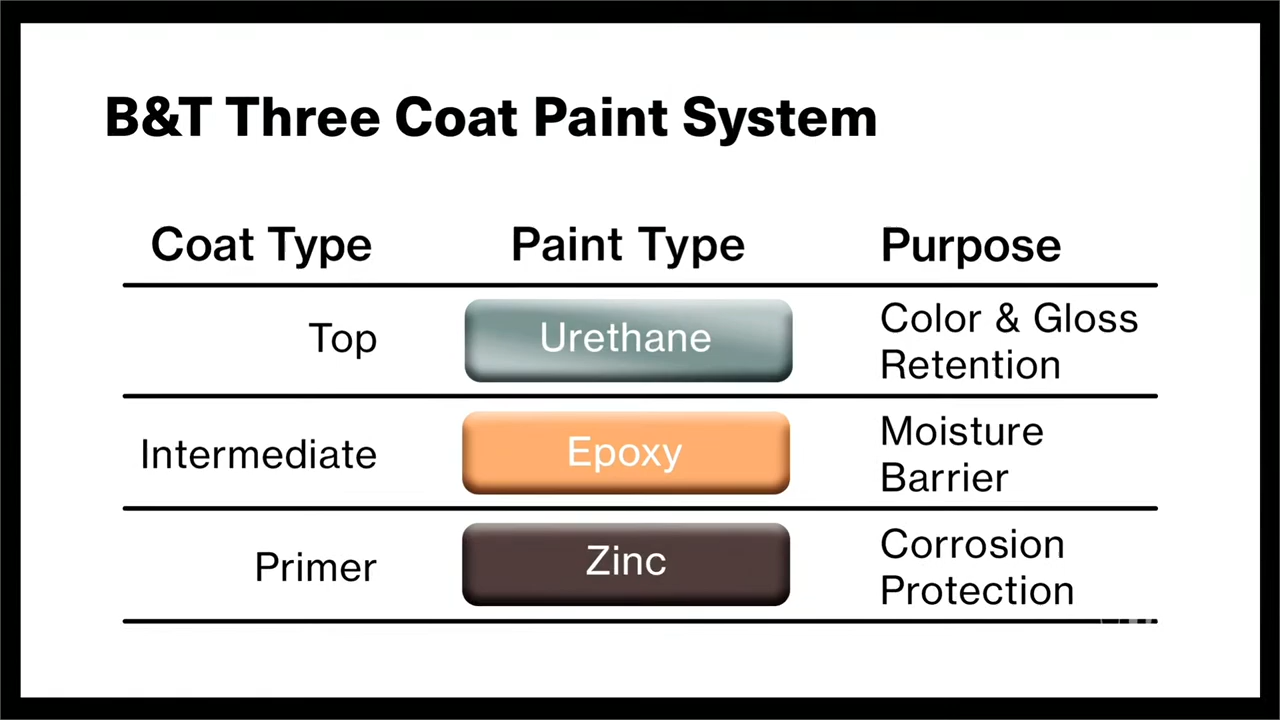 B&T Three Coat Paint System
Coat Type Paint Type Purpose
Top Urethane Color & Gloss
Retention
Intermediate Epoxy Moisture
Barrier
Primer Zinc Corrosion
Protection